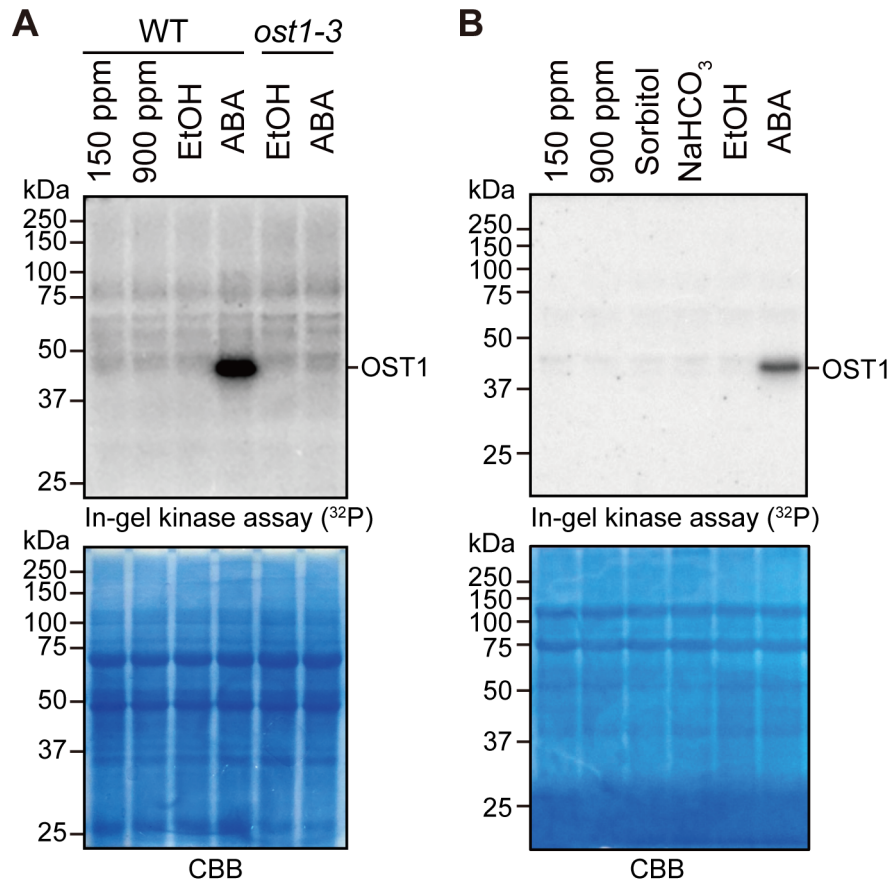 A
WT
ost1-3
150 ppm
900 ppm
EtOH
ABA
EtOH
ABA
kDa
250
150
100
75
50
37
25
OST1
In-gel kinase assay (³²P)
kDa
250
150
100
75
50
37
25
CBB
B
150 ppm
900 ppm
Sorbitol
NaHCO₃
EtOH
ABA
kDa
250
150
100
75
50
37
25
OST1
In-gel kinase assay (³²P)
kDa
250
150
100
75
50
37
25
CBB